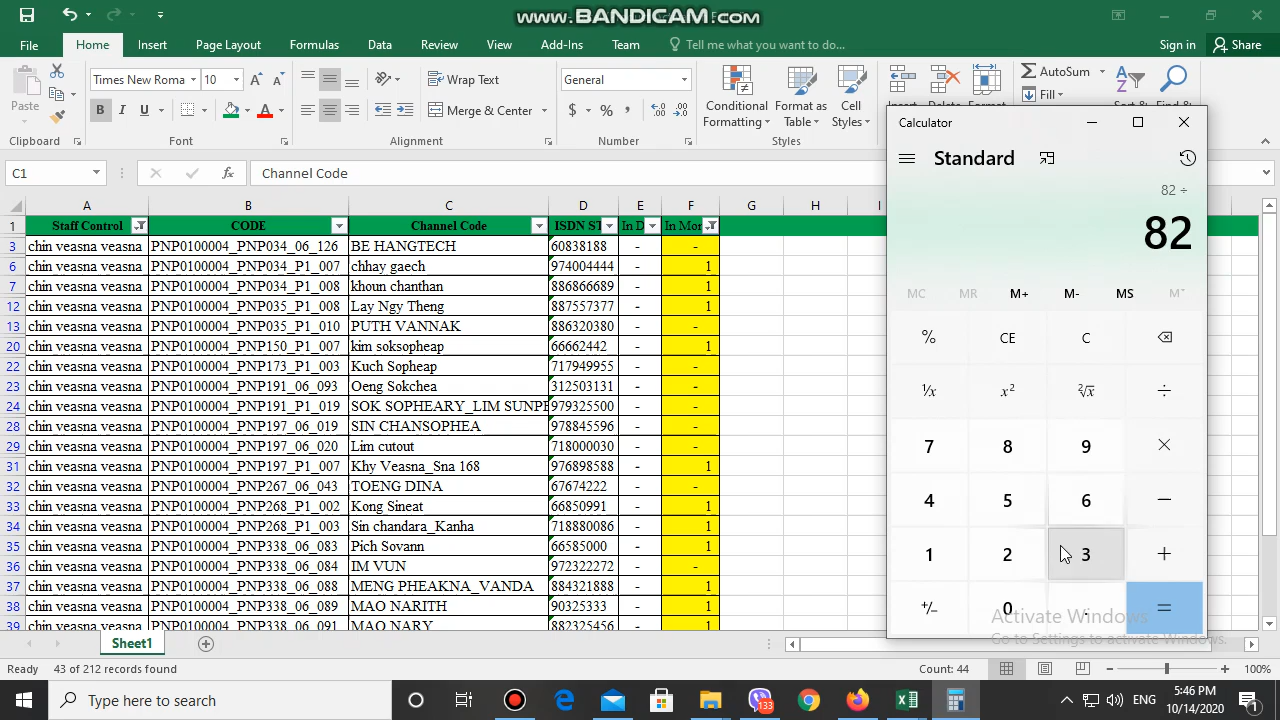 www.BANDICAM.com
File Home Insert Page Layout Formulas Data Review View Add-Ins Team Tell me what you want to do... Sign in Share
Paste Times New Roma 10 Wrap Text General Conditional Format as Cell AutoSum
B I U Merge & Center $ % Formatting Table Styles Fill
Clipboard Font Alignment Number Styles
C1 fx Channel Code
A B C D E F G H I
1 Staff Control CODE Channel Code ISDN ST In D In Mon
3 chin veasna veasna PNP0100004_PNP034_06_126 BE HANGTECH 60838188 - -
6 chin veasna veasna PNP0100004_PNP034_P1_007 chhay gaech 974004444 - 1
7 chin veasna veasna PNP0100004_PNP034_P1_008 khoun chanthan 886866689 - 1
12 chin veasna veasna PNP0100004_PNP035_P1_008 Lay Ngy Theng 887557377 - 1
13 chin veasna veasna PNP0100004_PNP035_P1_010 PUTH VANNAK 886320380 - -
20 chin veasna veasna PNP0100004_PNP150_P1_007 kim soksopheap 66662442 - 1
22 chin veasna veasna PNP0100004_PNP173_P1_003 Kuch Sopheap 717949955 - -
23 chin veasna veasna PNP0100004_PNP191_06_093 Oeng Sokchea 312503131 - -
24 chin veasna veasna PNP0100004_PNP191_P1_019 SOK SOPHEARY_LIM SUNPE 979325500 - -
28 chin veasna veasna PNP0100004_PNP197_06_019 SIN CHANSOPHEA 978845596 - -
29 chin veasna veasna PNP0100004_PNP197_06_020 Lim cutout 718000030 - -
31 chin veasna veasna PNP0100004_PNP197_P1_007 Khy Veasna_Sna 168 976898588 - 1
32 chin veasna veasna PNP0100004_PNP267_06_043 TOENG DINA 67674222 - -
33 chin veasna veasna PNP0100004_PNP268_P1_002 Kong Sineat 66850991 - 1
34 chin veasna veasna PNP0100004_PNP268_P1_003 Sin chandara_Kanha 718880086 - 1
35 chin veasna veasna PNP0100004_PNP338_06_083 Pich Sovann 66585000 - 1
36 chin veasna veasna PNP0100004_PNP338_06_084 IM VUN 972322272 - -
37 chin veasna veasna PNP0100004_PNP338_06_088 MENG PHEAKNA_VANDA 884321888 - 1
38 chin veasna veasna PNP0100004_PNP338_06_089 MAO NARITH 90325333 - 1
39 chin veasna veasna PNP0100004_PNP338_06_091 MAO NARY 882325456 - 1
Calculator
Standard
82 ÷
82
MC MR M+ M- MS M˅
% CE C
¹/x x² ²√x ÷
7 8 9 ×
4 5 6 −
1 2 3 +
+/- 0 . =
Activate Windows
Go to Settings to activate Windows.
Sheet1
Ready 43 of 212 records found Count: 44 100%
Type here to search 133 ENG 5:46 PM
10/14/2020 1